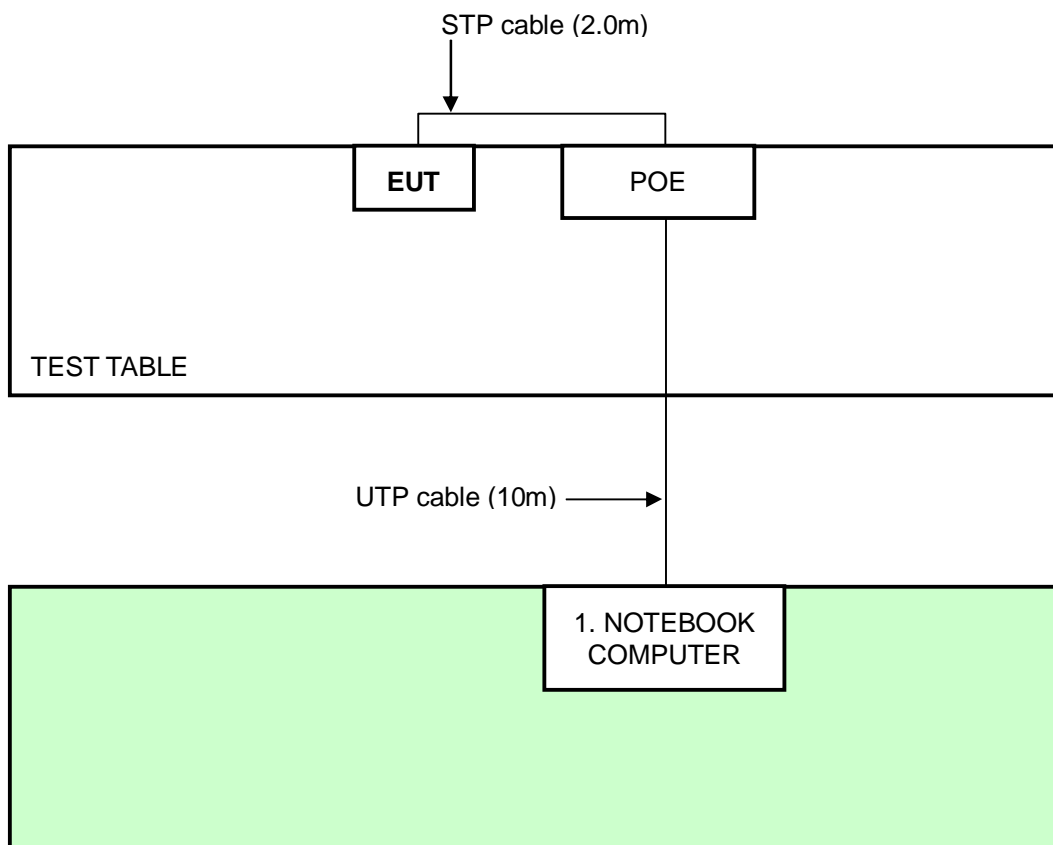 STP cable (2.0m)
EUT
POE
TEST TABLE
UTP cable (10m)
1. NOTEBOOK
COMPUTER